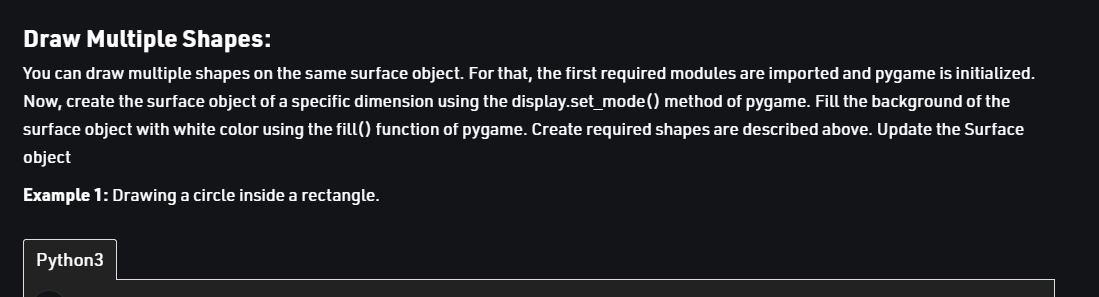 Draw Multiple Shapes:
You can draw multiple shapes on the same surface object. For that, the first required modules are imported and pygame is initialized.
Now, create the surface object of a specific dimension using the display.set_mode() method of pygame. Fill the background of the
surface object with white color using the fill() function of pygame. Create required shapes are described above. Update the Surface
object
Example 1: Drawing a circle inside a rectangle.
Python3